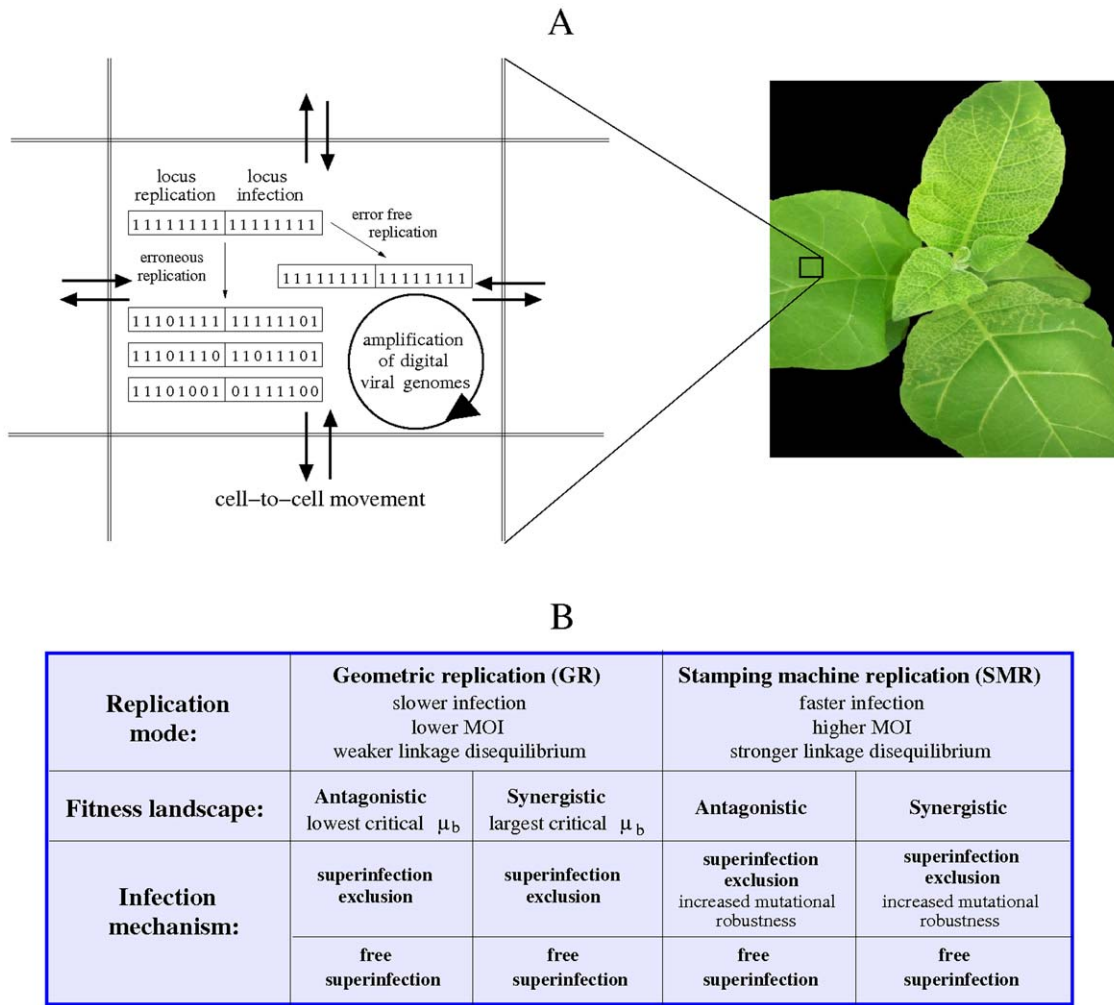 A
locus
replication
locus
infection
11111111 11111111
error free
replication
erroneous
replication
11111111 11111111
11101111 11111101
11101110 11011101
11101001 01111100
amplification
of digital
viral genomes
cell−to−cell movement
B
Replication
mode:
Geometric replication (GR)
slower infection
lower MOI
weaker linkage disequilibrium
Stamping machine replication (SMR)
faster infection
higher MOI
stronger linkage disequilibrium
Fitness landscape:
Antagonistic
lowest critical μb
Synergistic
largest critical μb
Antagonistic
Synergistic
Infection
mechanism:
superinfection
exclusion
superinfection
exclusion
superinfection
exclusion
increased mutational
robustness
superinfection
exclusion
increased mutational
robustness
free
superinfection
free
superinfection
free
superinfection
free
superinfection